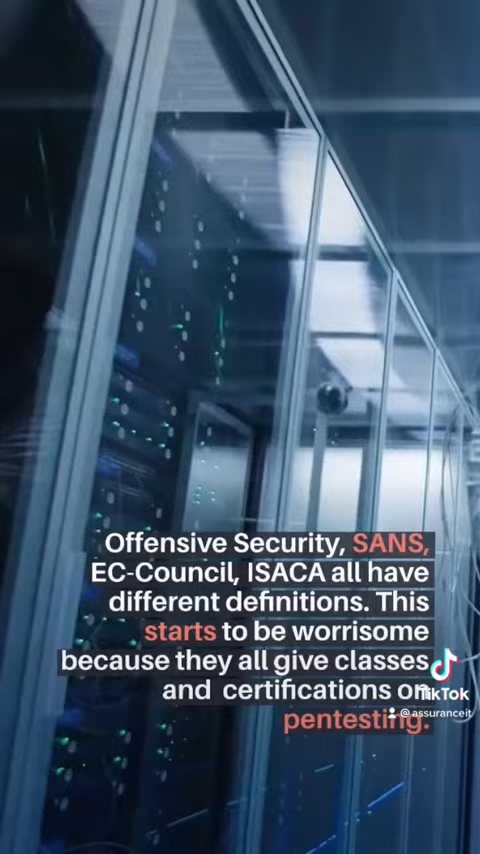 Offensive Security, SANS,
EC-Council, ISACA all have
different definitions. This
starts to be worrisome
because they all give classes
and certifications on
pentesting.
TikTok
@assuranceit